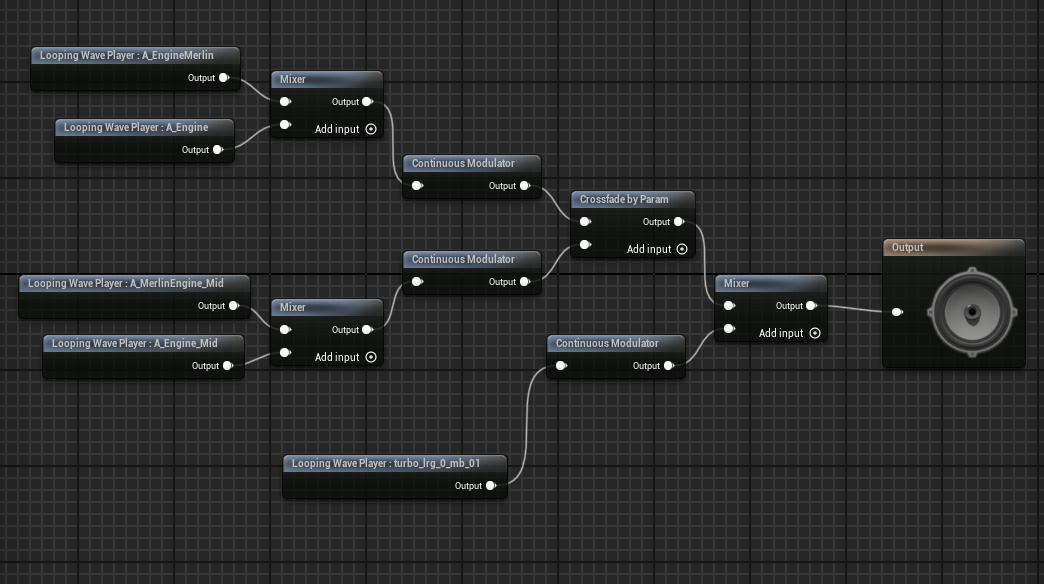 Looping Wave Player : A_EngineMerlin
Output
Mixer
Output
Add input
Looping Wave Player : A_Engine
Output
Continuous Modulator
Output
Crossfade by Param
Output
Add input
Continuous Modulator
Output
Looping Wave Player : A_MerlinEngine_Mid
Output
Mixer
Output
Add input
Looping Wave Player : A_Engine_Mid
Output
Mixer
Output
Add input
Output
Continuous Modulator
Output
Looping Wave Player : turbo_lrg_0_mb_01
Output